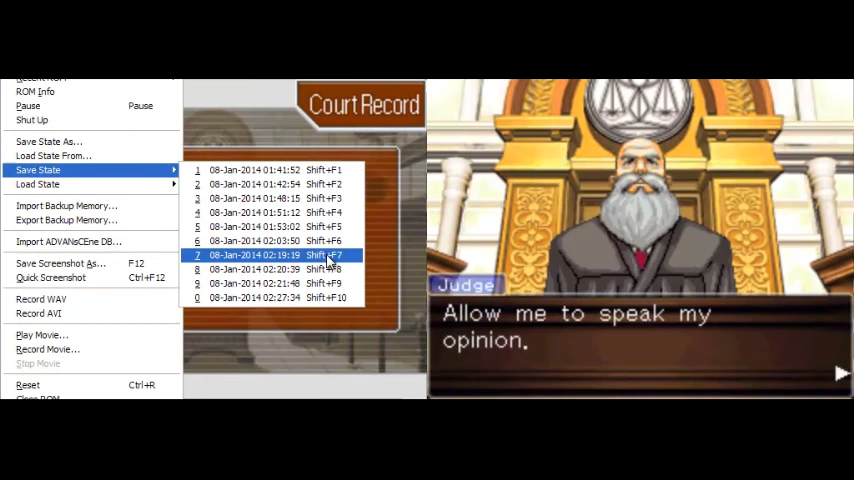 ROM Info
Pause Pause
Shut Up
Save State As...
Load State From...
Save State
Load State
Import Backup Memory...
Export Backup Memory...
Import ADVANsCEne DB...
Save Screenshot As... F12
Quick Screenshot Ctrl+F12
Record WAV
Record AVI
Play Movie...
Record Movie...
Stop Movie
Reset Ctrl+R
1 08-Jan-2014 01:41:52 Shift+F1
2 08-Jan-2014 01:42:54 Shift+F2
3 08-Jan-2014 01:48:15 Shift+F3
4 08-Jan-2014 01:51:12 Shift+F4
5 08-Jan-2014 01:53:02 Shift+F5
6 08-Jan-2014 02:03:50 Shift+F6
7 08-Jan-2014 02:19:19 Shift+F7
8 08-Jan-2014 02:20:39 Shift+F8
9 08-Jan-2014 02:21:48 Shift+F9
0 08-Jan-2014 02:27:34 Shift+F10
Court Record
Judge
Allow me to speak my
opinion.